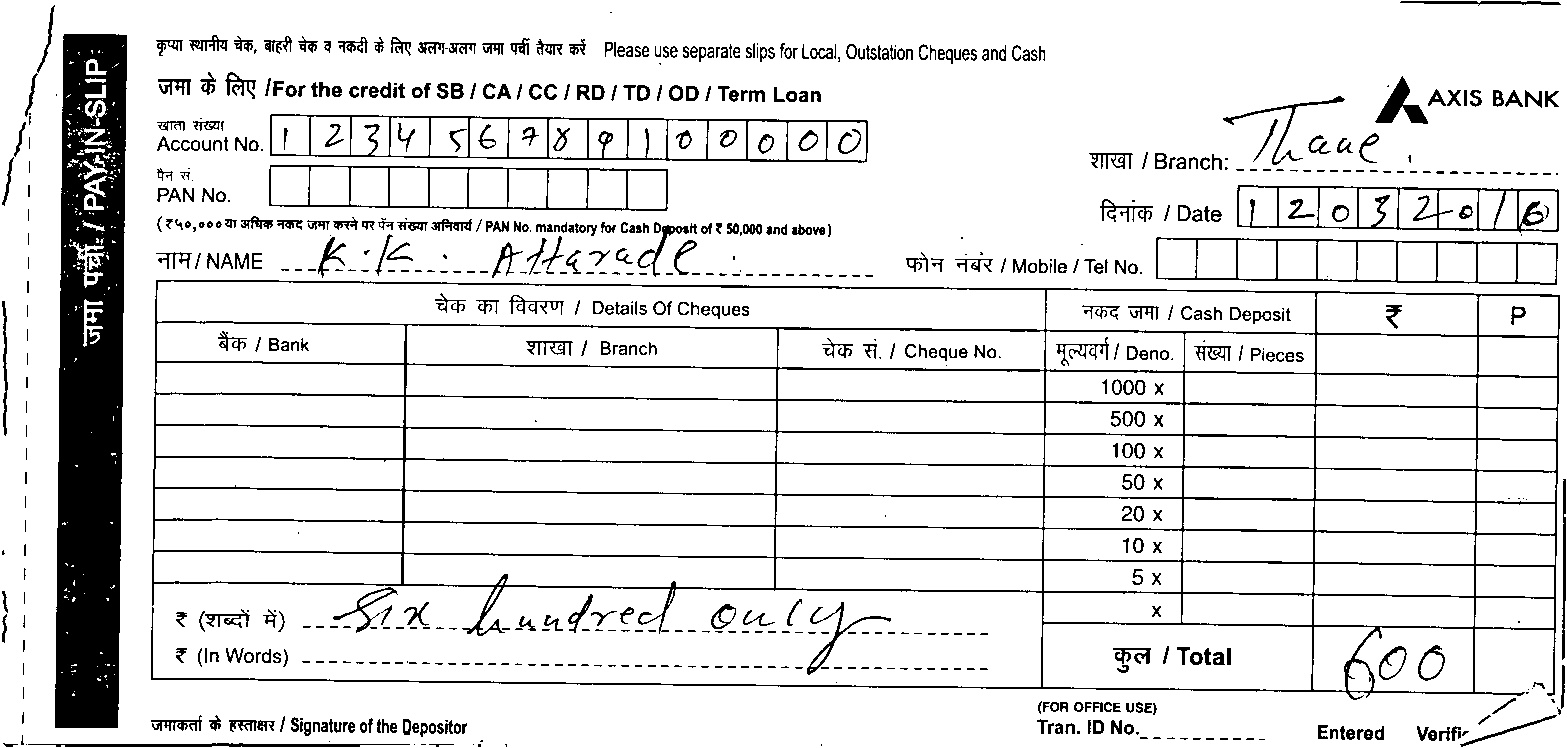 जमा पर्ची / PAY-IN-SLIP
कृप्या स्थानीय चेक, बाहरी चेक व नकदी के लिए अलग-अलग जमा पर्ची तैयार करें Please use separate slips for Local, Outstation Cheques and Cash
जमा के लिए /For the credit of SB / CA / CC / RD / TD / OD / Term Loan
AXIS BANK
खाता संख्या
Account No. 1 2 3 4 5 6 7 8 9 1 0 0 0 0 0
शाखा / Branch: Thane.
पैन सं.
PAN No.
दिनांक / Date 1 2 0 3 2 0 1 6
(₹५०,०००या अधिक नकद जमा करने पर पॅन संख्या अनिवार्य / PAN No. mandatory for Cash Deposit of ₹ 50,000 and above)
नाम/ NAME K.K. Attarade.
फोन नंबर / Mobile / Tel No.
चेक का विवरण / Details Of Cheques नकद जमा / Cash Deposit ₹ P
बैंक / Bank शाखा / Branch चेक सं. / Cheque No. मूल्यवर्ग / Deno. संख्या / Pieces
1000 x
500 x
100 x
50 x
20 x
10 x
5 x
x
₹ (शब्दों में) Six hundred only
₹ (In Words)
कुल / Total 600
जमाकर्ता के हस्ताक्षर / Signature of the Depositor
(FOR OFFICE USE)
Tran. ID No. Entered Verifi